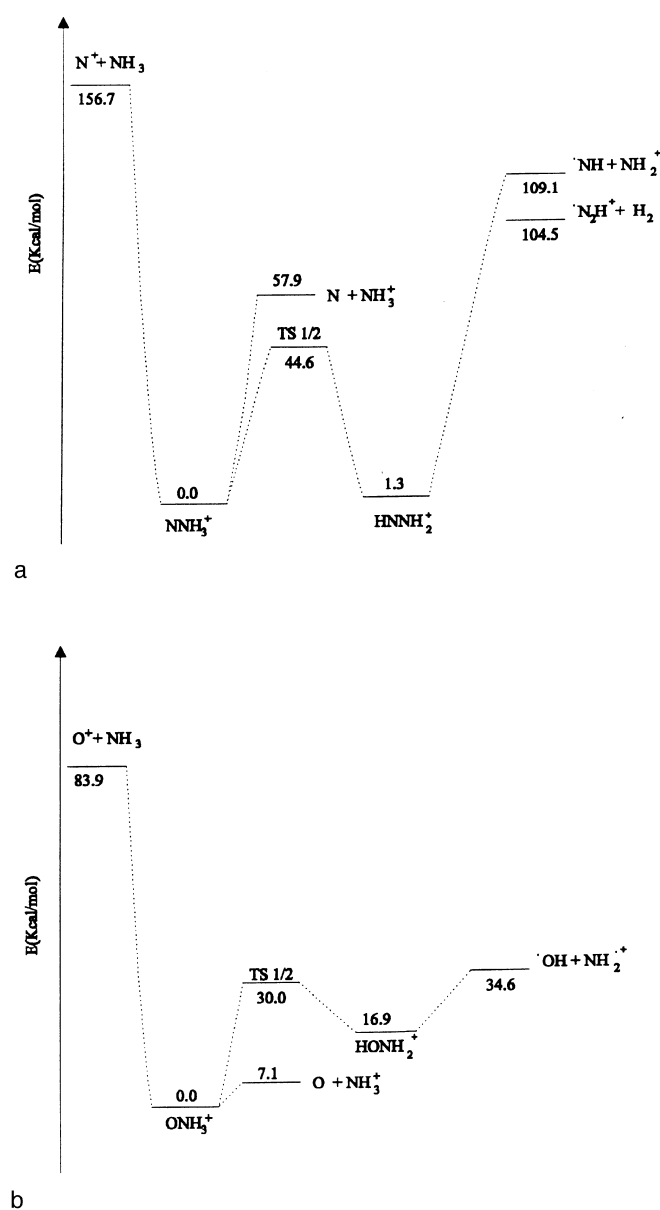 N⁺ + NH₃
156.7
˙NH + NH₂⁺
109.1
˙N₂H⁺ + H₂
104.5
E(Kcal/mol)
57.9
N + NH₃⁺
TS 1/2
44.6
0.0
NNH₃⁺
1.3
HNNH₂⁺
a
O⁺ + NH₃
83.9
E(Kcal/mol)
˙OH + NH₂˙⁺
34.6
TS 1/2
30.0
16.9
HONH₂⁺
7.1
O + NH₃⁺
0.0
ONH₃⁺
b